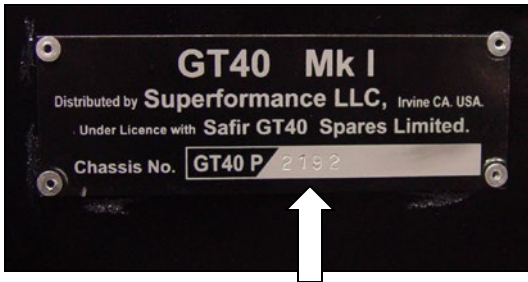 GT40 Mk I
Distributed by Superformance LLC, Irvine CA. USA.
Under Licence with Safir GT40 Spares Limited.
Chassis No. GT40 P 2192